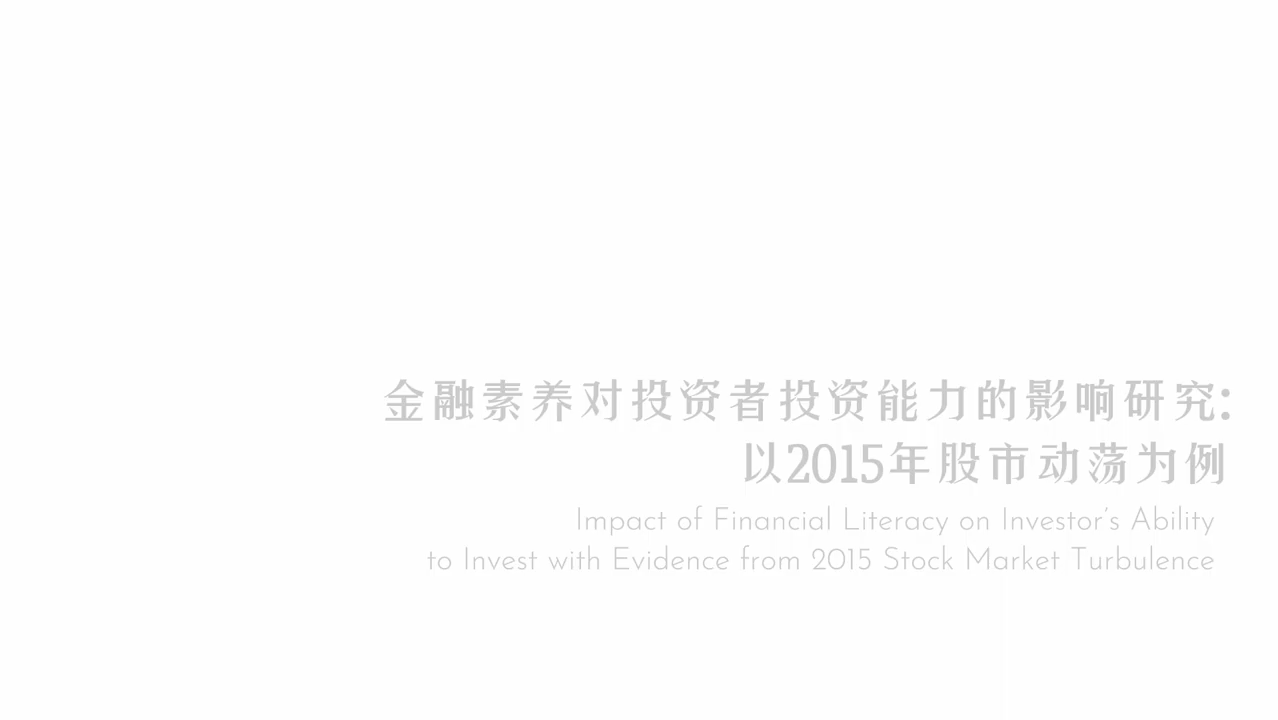 金融素养对投资者投资能力的影响研究:
以2015年股市动荡为例
Impact of Financial Literacy on Investor’s Ability
to Invest with Evidence from 2015 Stock Market Turbulence